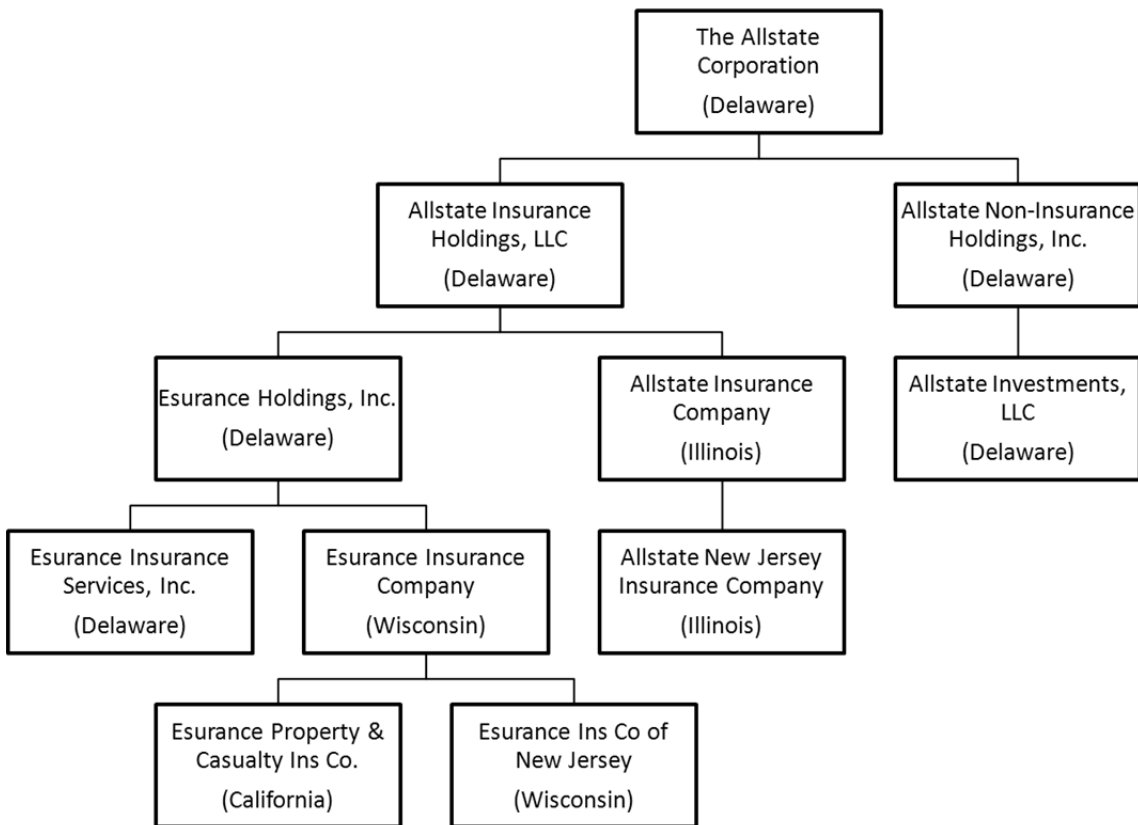 The Allstate
Corporation
(Delaware)
Allstate Insurance
Holdings, LLC
(Delaware)
Allstate Non-Insurance
Holdings, Inc.
(Delaware)
Esurance Holdings, Inc.
(Delaware)
Allstate Insurance
Company
(Illinois)
Allstate Investments,
LLC
(Delaware)
Esurance Insurance
Services, Inc.
(Delaware)
Esurance Insurance
Company
(Wisconsin)
Allstate New Jersey
Insurance Company
(Illinois)
Esurance Property &
Casualty Ins Co.
(California)
Esurance Ins Co of
New Jersey
(Wisconsin)